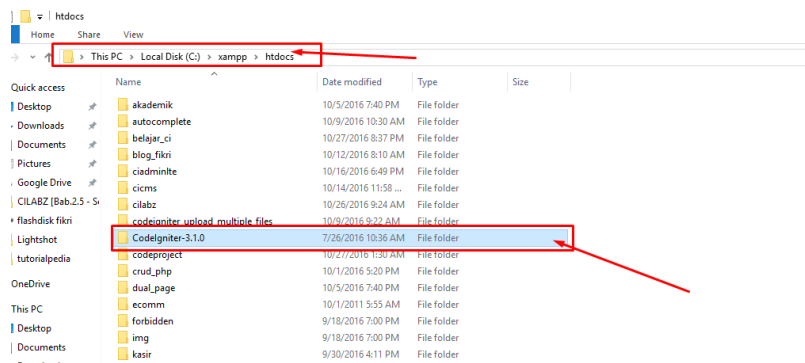 htdocs
Home Share View
This PC > Local Disk (C:) > xampp > htdocs
Name Date modified Type Size
Quick access
Desktop
Downloads
Documents
Pictures
Google Drive
CILABZ [Bab.2.5 - S
flashdisk fikri
Lightshot
tutorialpedia
OneDrive
This PC
Desktop
Documents
akademik 10/5/2016 7:40 PM File folder
autocomplete 10/9/2016 10:30 AM File folder
belajar_ci 10/27/2016 8:37 PM File folder
blog_fikri 10/12/2016 8:10 AM File folder
ciadminlte 10/16/2016 6:49 PM File folder
cicms 10/14/2016 11:58 ... File folder
cilabz 10/26/2016 9:24 AM File folder
codeigniter_upload_multiple_files 10/9/2016 9:22 AM File folder
CodeIgniter-3.1.0 7/26/2016 10:36 AM File folder
codeproject 10/27/2016 1:30 AM File folder
crud_php 10/1/2016 5:20 PM File folder
dual_page 10/5/2016 7:40 PM File folder
ecomm 10/1/2011 5:55 AM File folder
forbidden 9/18/2016 7:00 PM File folder
img 9/18/2016 7:00 PM File folder
kasir 9/30/2016 4:11 PM File folder